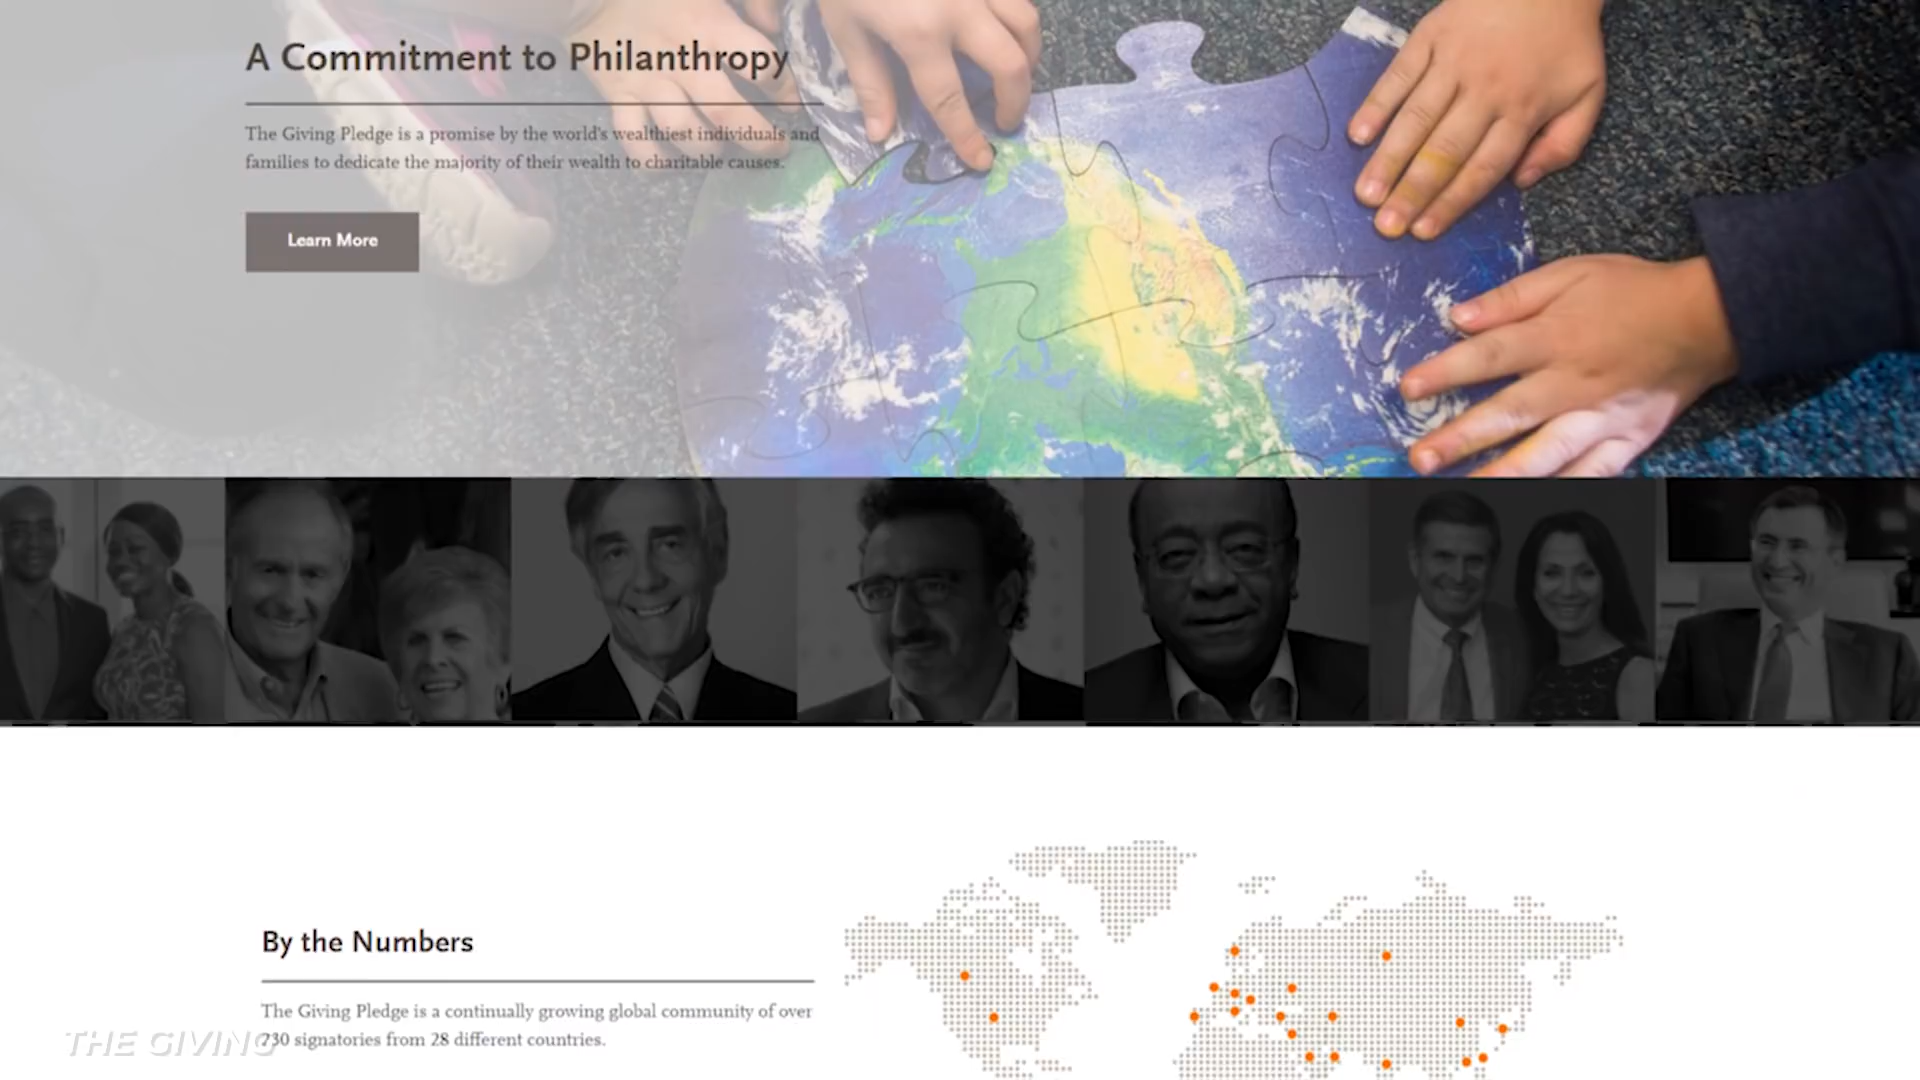 A Commitment to Philanthropy
The Giving Pledge is a promise by the world's wealthiest individuals and
families to dedicate the majority of their wealth to charitable causes.
Learn More
By the Numbers
The Giving Pledge is a continually growing global community of over
230 signatories from 28 different countries.
THE GIVING